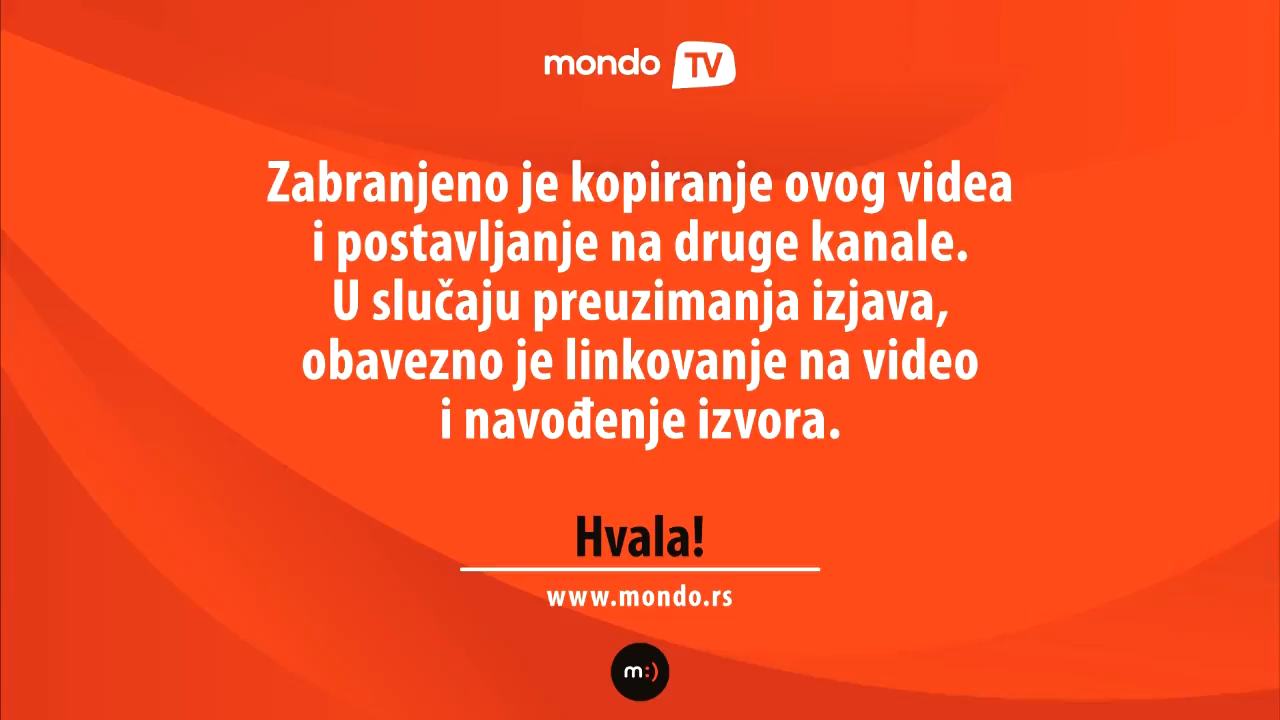 mondo TV
Zabranjeno je kopiranje ovog videa
i postavljanje na druge kanale.
U slučaju preuzimanja izjava,
obavezno je linkovanje na video
i navođenje izvora.
Hvala!
www.mondo.rs
m:)